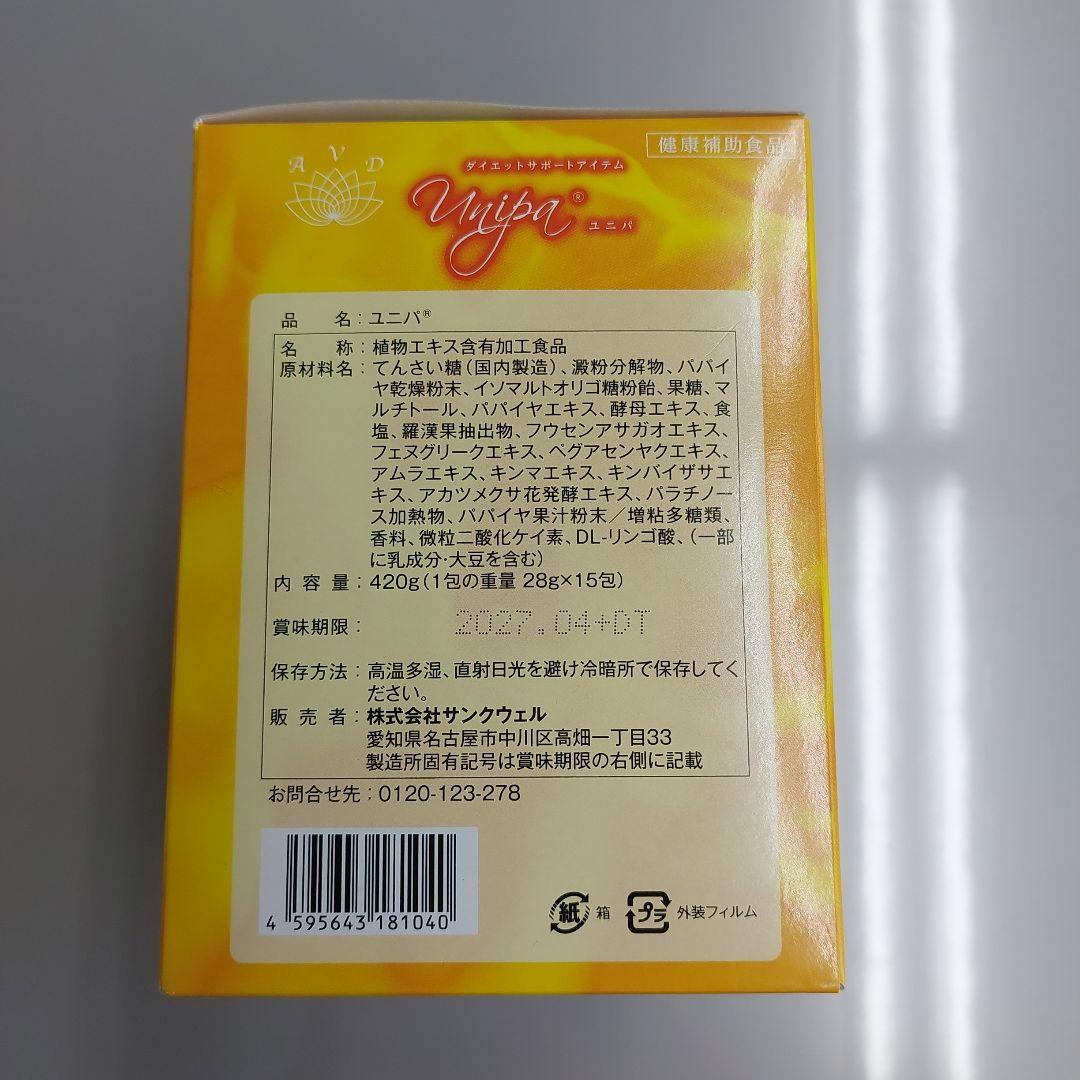 健康補助食品
A V D
ダイエットサポートアイテム
Unipa®
ユニパ
品 名：ユニパ®
名 称：植物エキス含有加工食品
原材料名：てんさい糖（国内製造）、澱粉分解物、パパイ
ヤ乾燥粉末、イソマルトオリゴ糖粉飴、果糖、マ
ルチトール、パパイヤエキス、酵母エキス、食
塩、羅漢果抽出物、フウセンアサガオエキス、
フェヌグリークエキス、ペグアセンヤクエキス、
アムラエキス、キンマエキス、キンバイザサエ
キス、アカツメクサ花発酵エキス、パラチノー
ス加熱物、パパイヤ果汁粉末／増粘多糖類、
香料、微粒二酸化ケイ素、DL-リンゴ酸、（一部
に乳成分・大豆を含む）
内容量：420g（1包の重量 28g×15包）
賞味期限： 2027.04+DT
保存方法：高温多湿、直射日光を避け冷暗所で保存してく
ださい。
販売者：株式会社サンクウェル
愛知県名古屋市中川区高畑一丁目33
製造所固有記号は賞味期限の右側に記載
お問合せ先；0120-123-278
4 595643 181040
紙 箱 プラ 外装フィルム